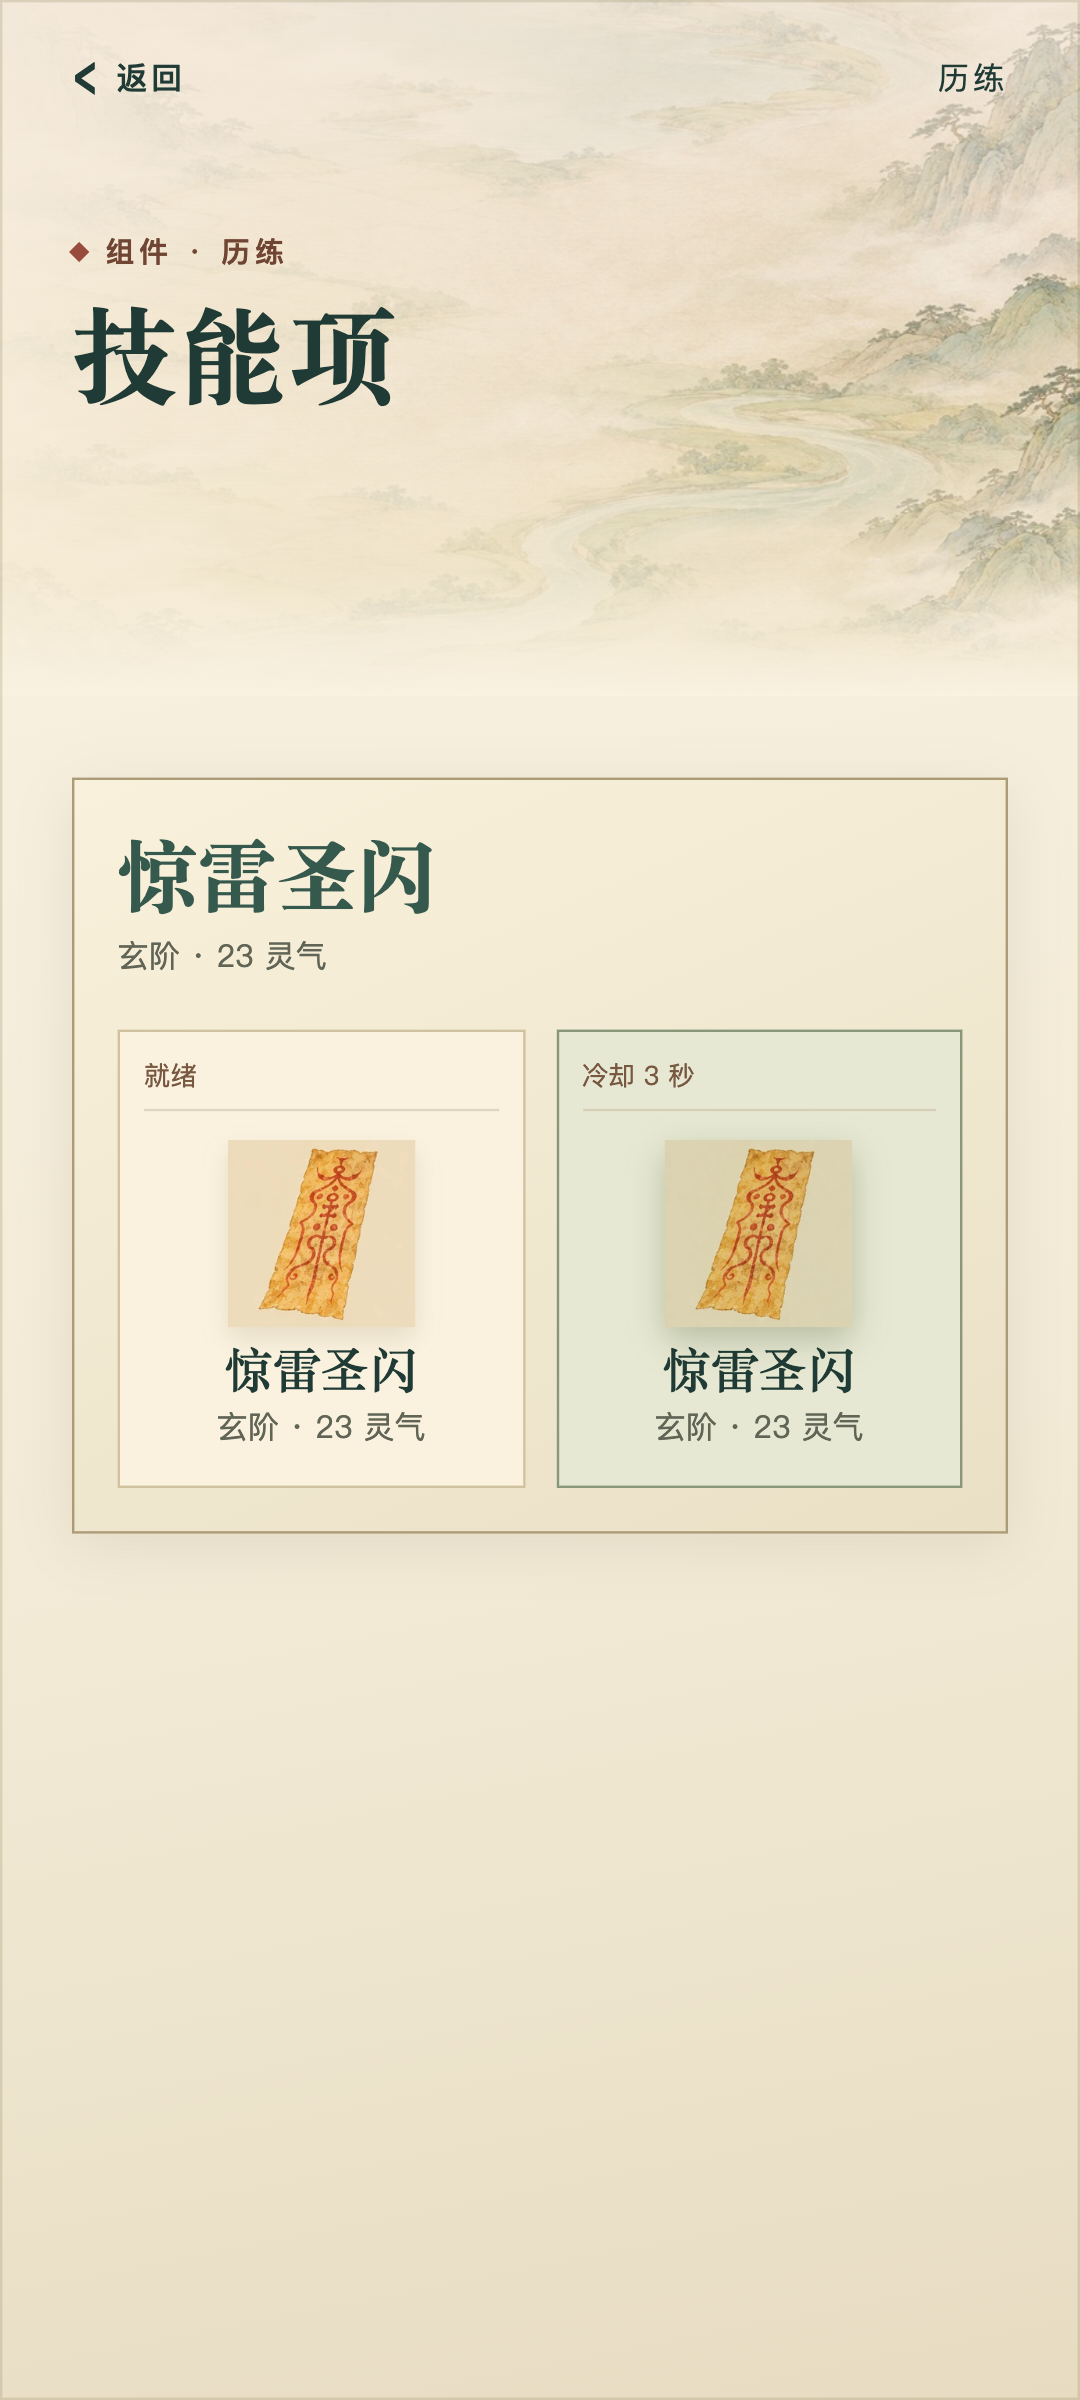 返回
历练
组件 · 历练
技能项
惊雷圣闪
玄阶 · 23 灵气
就绪
惊雷圣闪
玄阶 · 23 灵气
冷却 3 秒
惊雷圣闪
玄阶 · 23 灵气